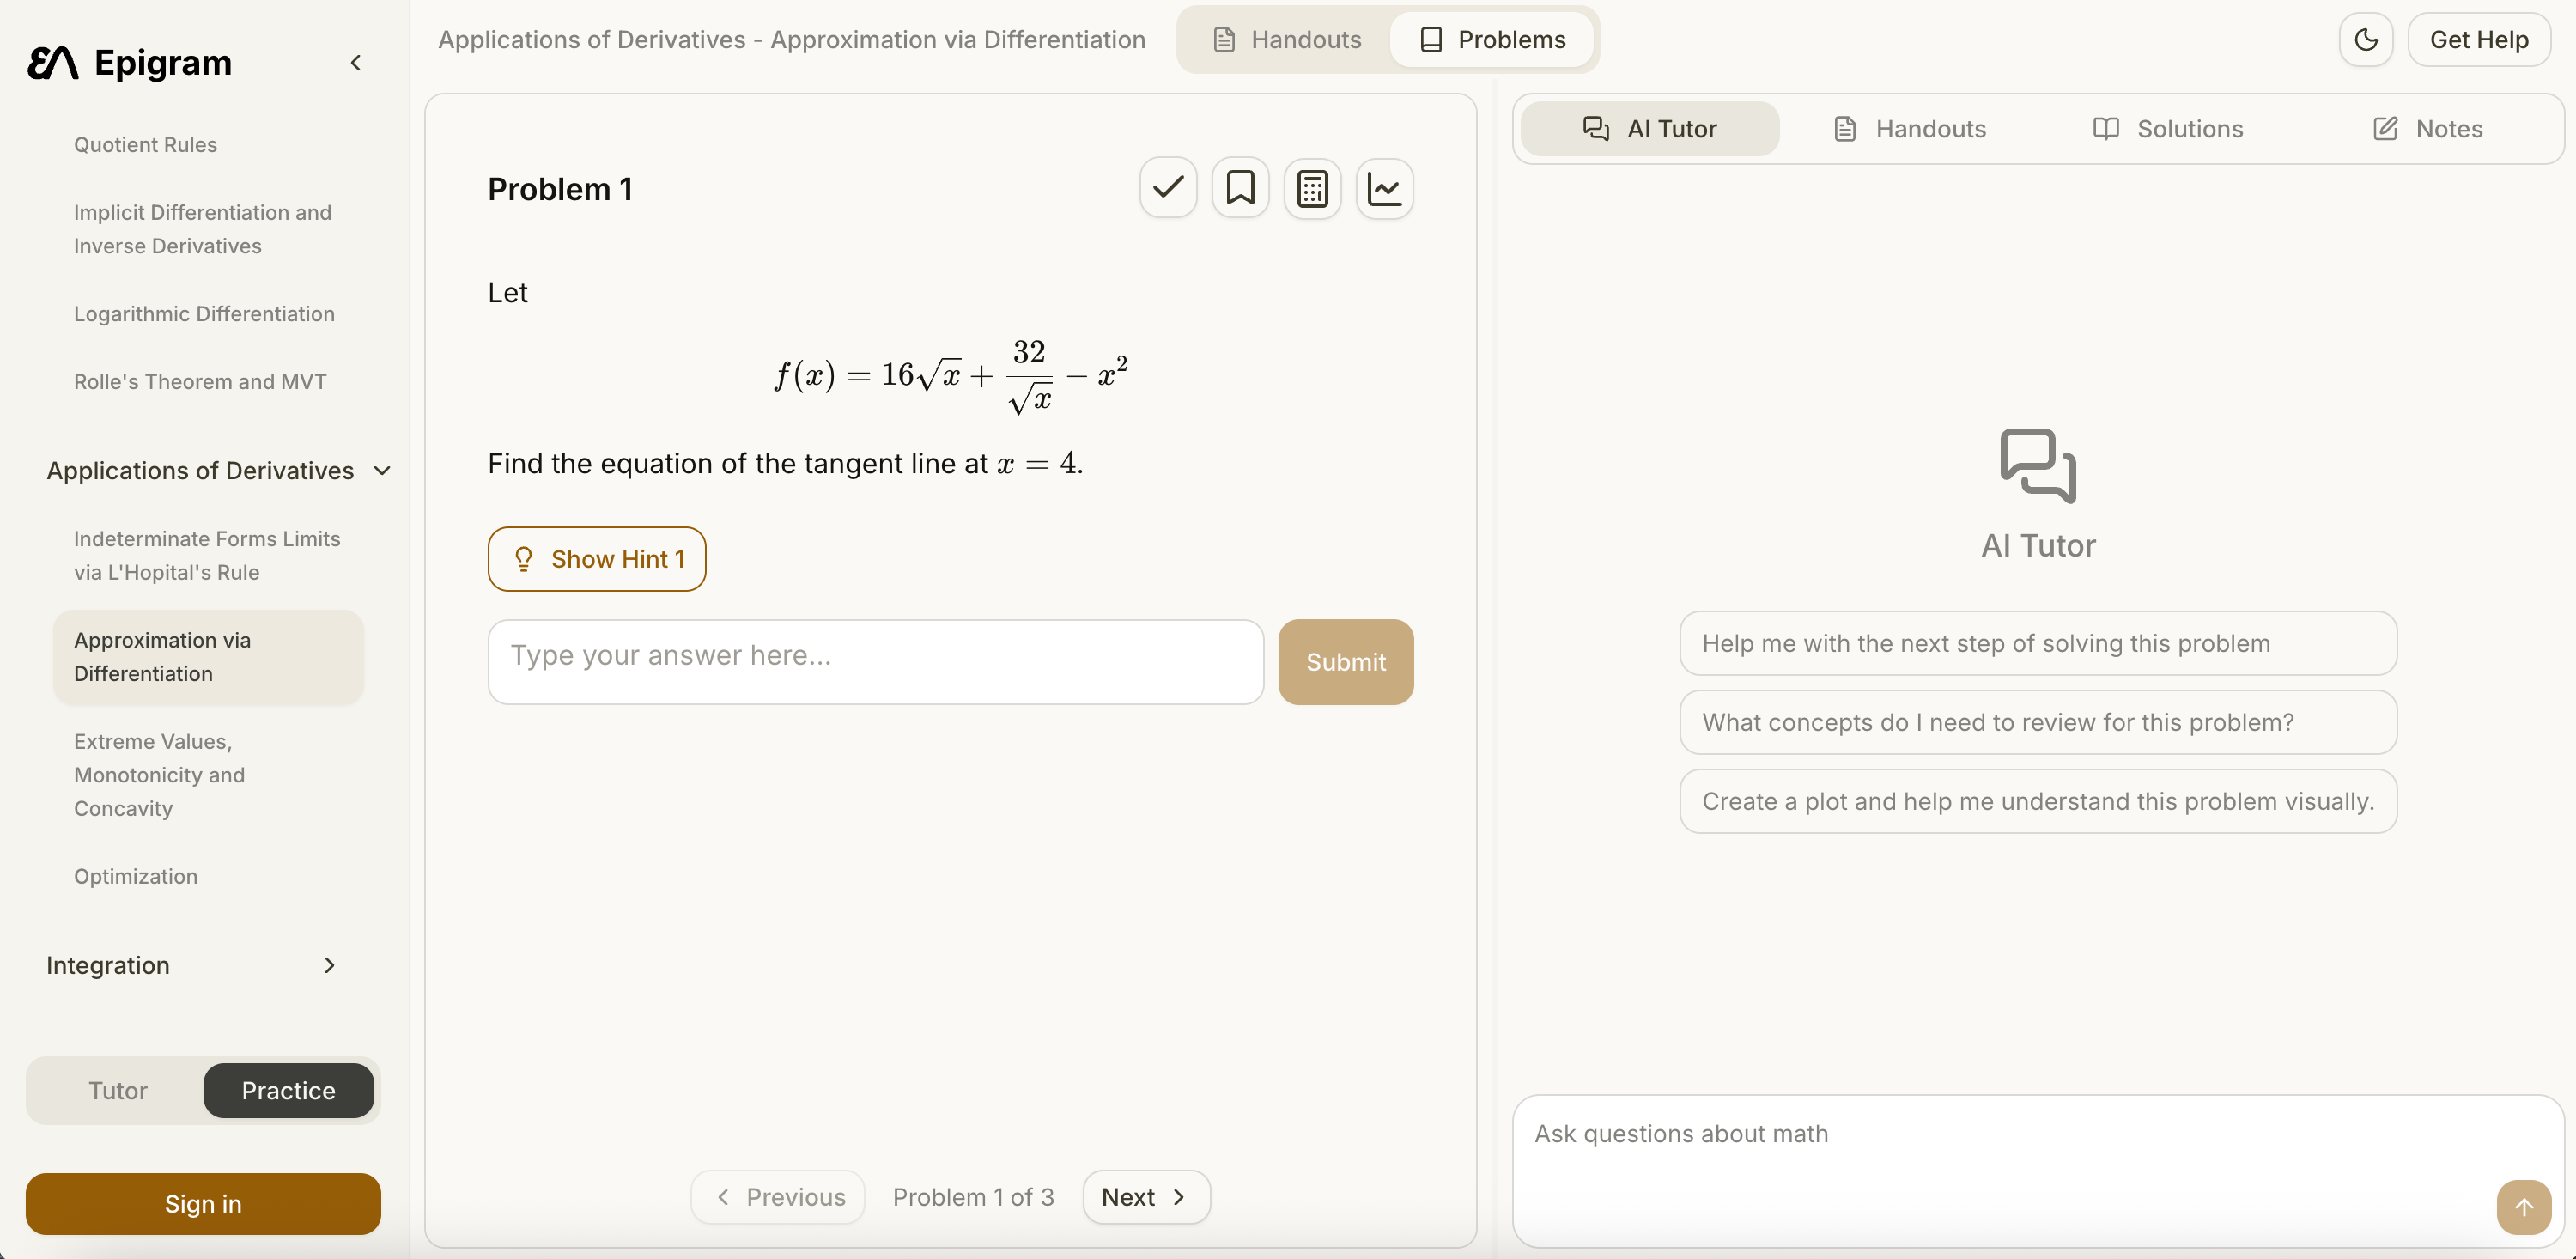 Epigram
Quotient Rules
Implicit Differentiation and
Inverse Derivatives
Logarithmic Differentiation
Rolle's Theorem and MVT
Applications of Derivatives
Indeterminate Forms Limits
via L'Hopital's Rule
Approximation via
Differentiation
Extreme Values,
Monotonicity and
Concavity
Optimization
Integration
Tutor Practice
Sign in
Applications of Derivatives - Approximation via Differentiation Handouts Problems
Get Help
Problem 1
Let
f(x) = 16√x + 32/√x − x²
Find the equation of the tangent line at x = 4.
Show Hint 1
Type your answer here...
Submit
Previous Problem 1 of 3 Next
AI Tutor Handouts Solutions Notes
AI Tutor
Help me with the next step of solving this problem
What concepts do I need to review for this problem?
Create a plot and help me understand this problem visually.
Ask questions about math